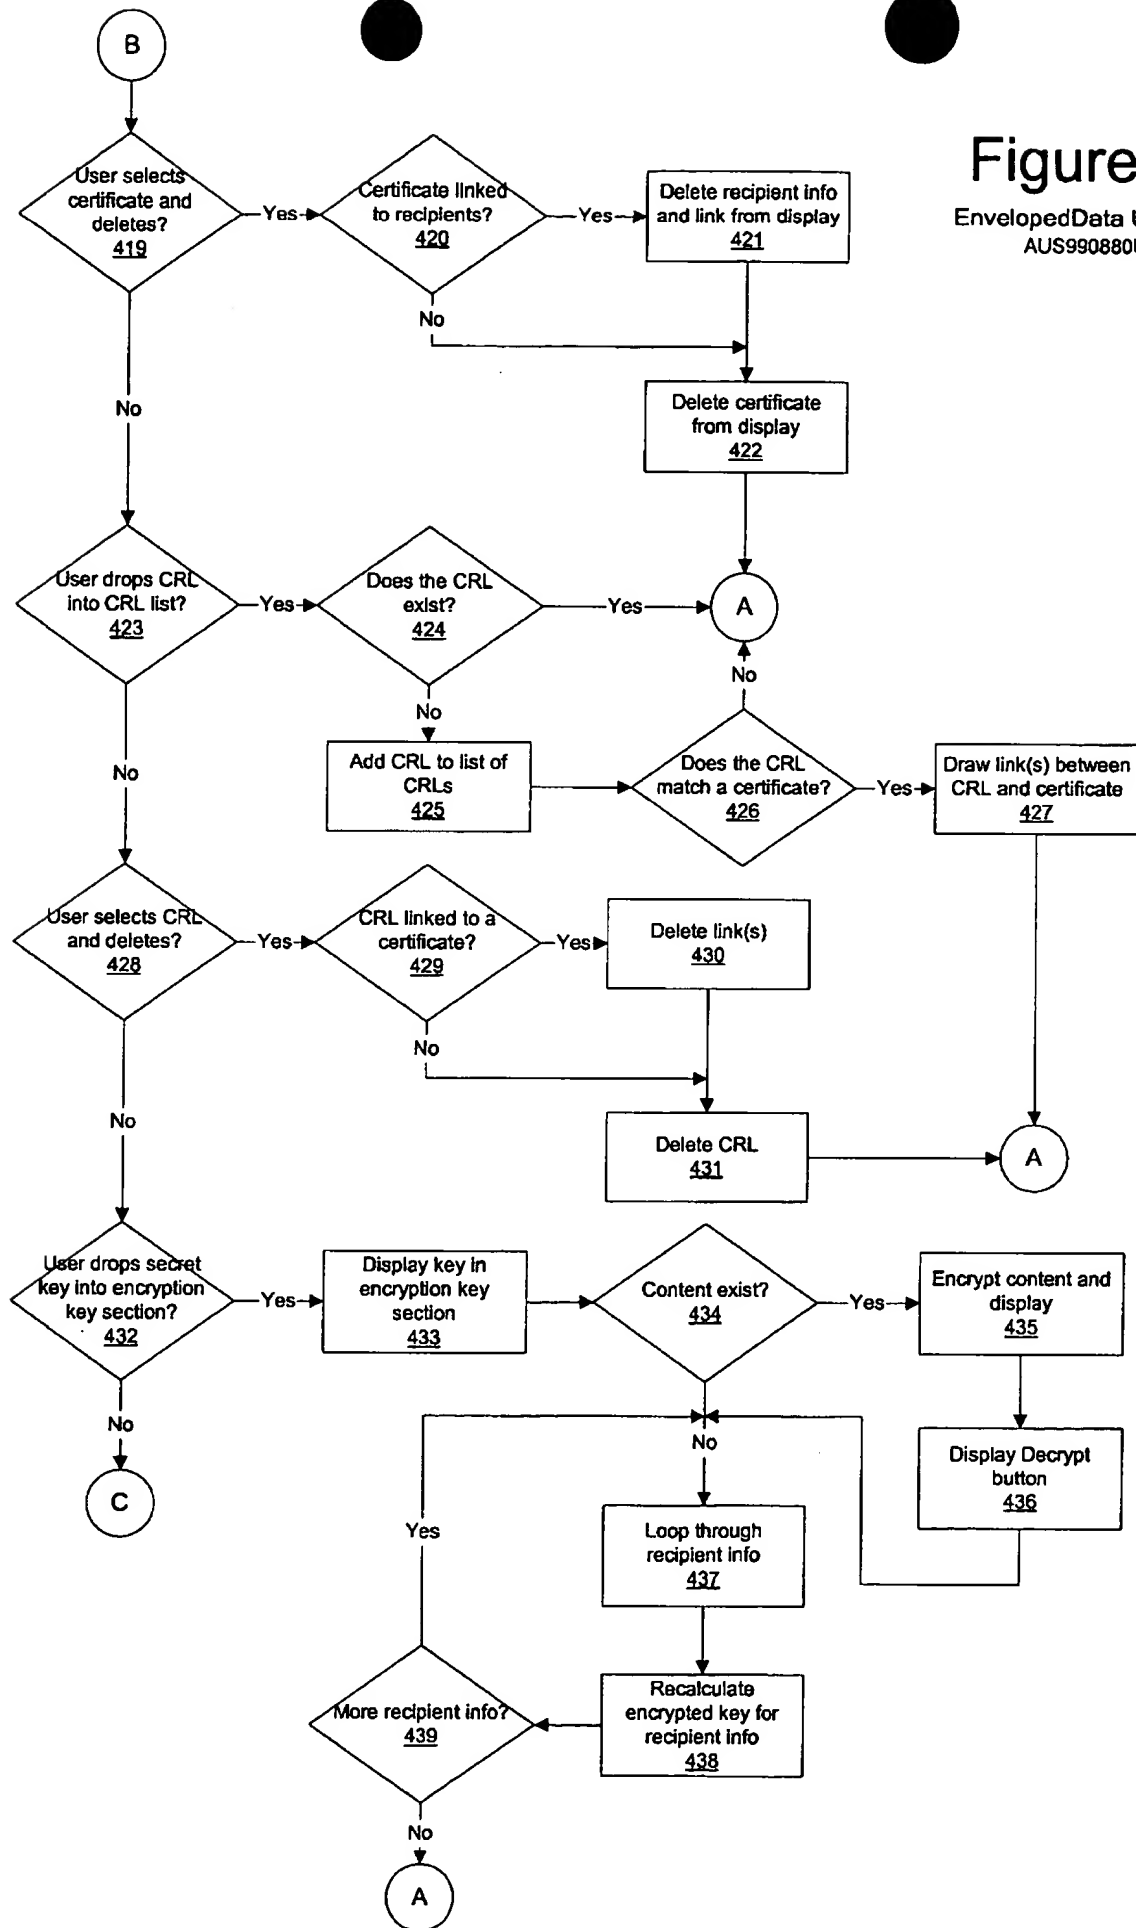 B
Figure
EnvelopedData
User selects
certificate and
deletes?
419
Yes
Certificate linked
to recipients?
420
Yes
Delete recipient info
and link from display
421
No
No
Delete certificate
from display
422
User drops CRL
into CRL list?
423
Yes
Does the CRL
exist?
424
Yes
A
No
No
No
Add CRL to list of
CRLs
425
Does the CRL
match a certificate?
426
Yes
Draw link(s) between
CRL and certificate
427
User selects CRL
and deletes?
428
Yes
CRL linked to a
certificate?
429
Yes
Delete link(s)
430
No
No
Delete CRL
431
A
User drops secret
key into encryption
key section?
432
Yes
Display key in
encryption key
section
433
Content exist?
434
Yes
Encrypt content and
display
435
No
C
No
Display Decrypt
button
436
Loop through
recipient info
437
Yes
Recalculate
encrypted key for
recipient info
438
More recipient info?
439
No
A